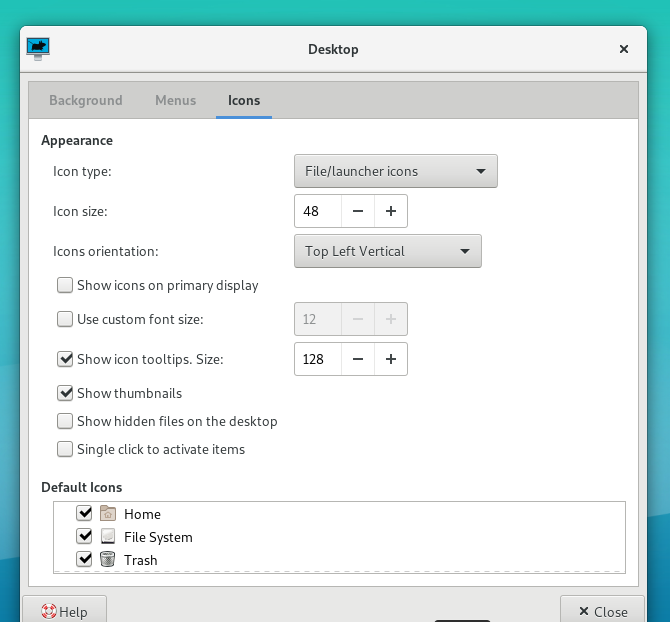 Desktop
Background Menus Icons
Appearance
Icon type: File/launcher icons
Icon size: 48
Icons orientation: Top Left Vertical
Show icons on primary display
Use custom font size: 12
Show icon tooltips. Size: 128
Show thumbnails
Show hidden files on the desktop
Single click to activate items
Default Icons
Home
File System
Trash
Help Close